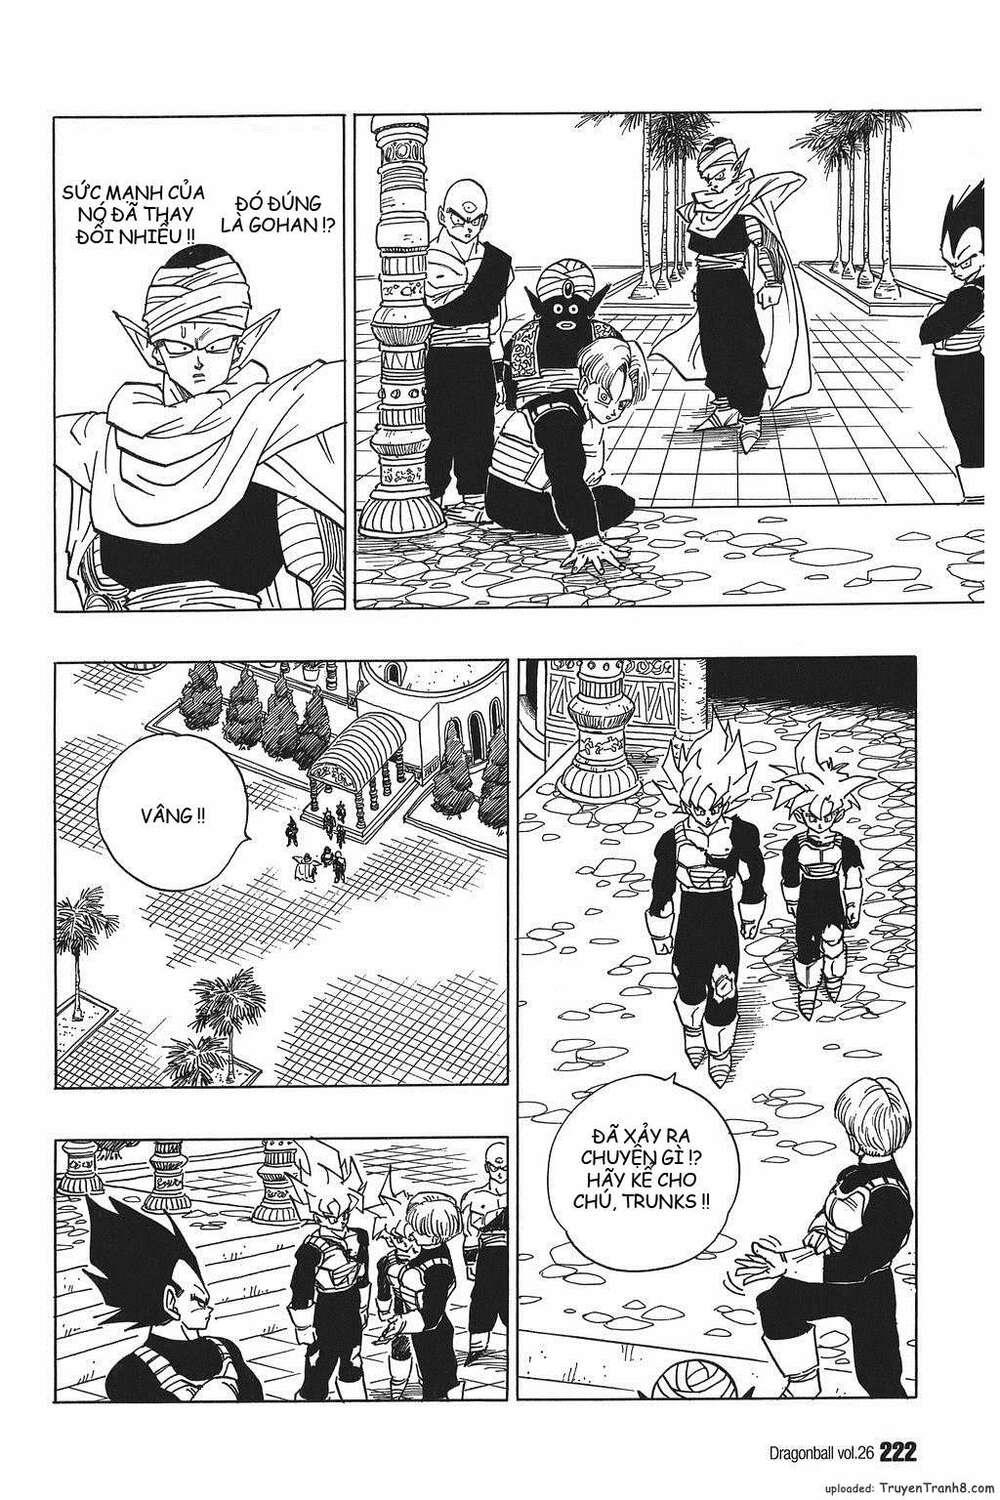 SỨC MẠNH CỦA
NÓ ĐÃ THAY
ĐỔI NHIỀU !!
ĐÓ ĐÚNG
LÀ GOHAN !?
VÂNG !!
ĐÃ XẢY RA
CHUYỆN GÌ !?
HÃY KỂ CHO
CHÚ, TRUNKS !!
Dragonball vol.26 222
uploaded: TruyenTranh8.com